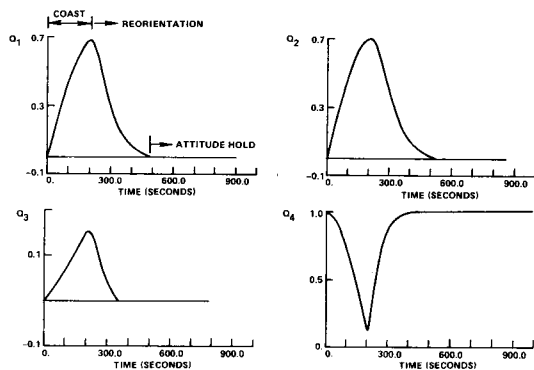 COAST
REORIENTATION
Q1
0.7
0.3
ATTITUDE HOLD
-0.1
0. 300.0 600.0 900.0
TIME (SECONDS)
Q2
0.7
0.3
-0.1
0. 300.0 600.0 900.0
TIME (SECONDS)
Q3
0.1
-0.1
0. 300.0 600.0 900.0
TIME (SECONDS)
Q4
1.0
0.5
0
0. 300.0 600.0 900.0
TIME (SECONDS)